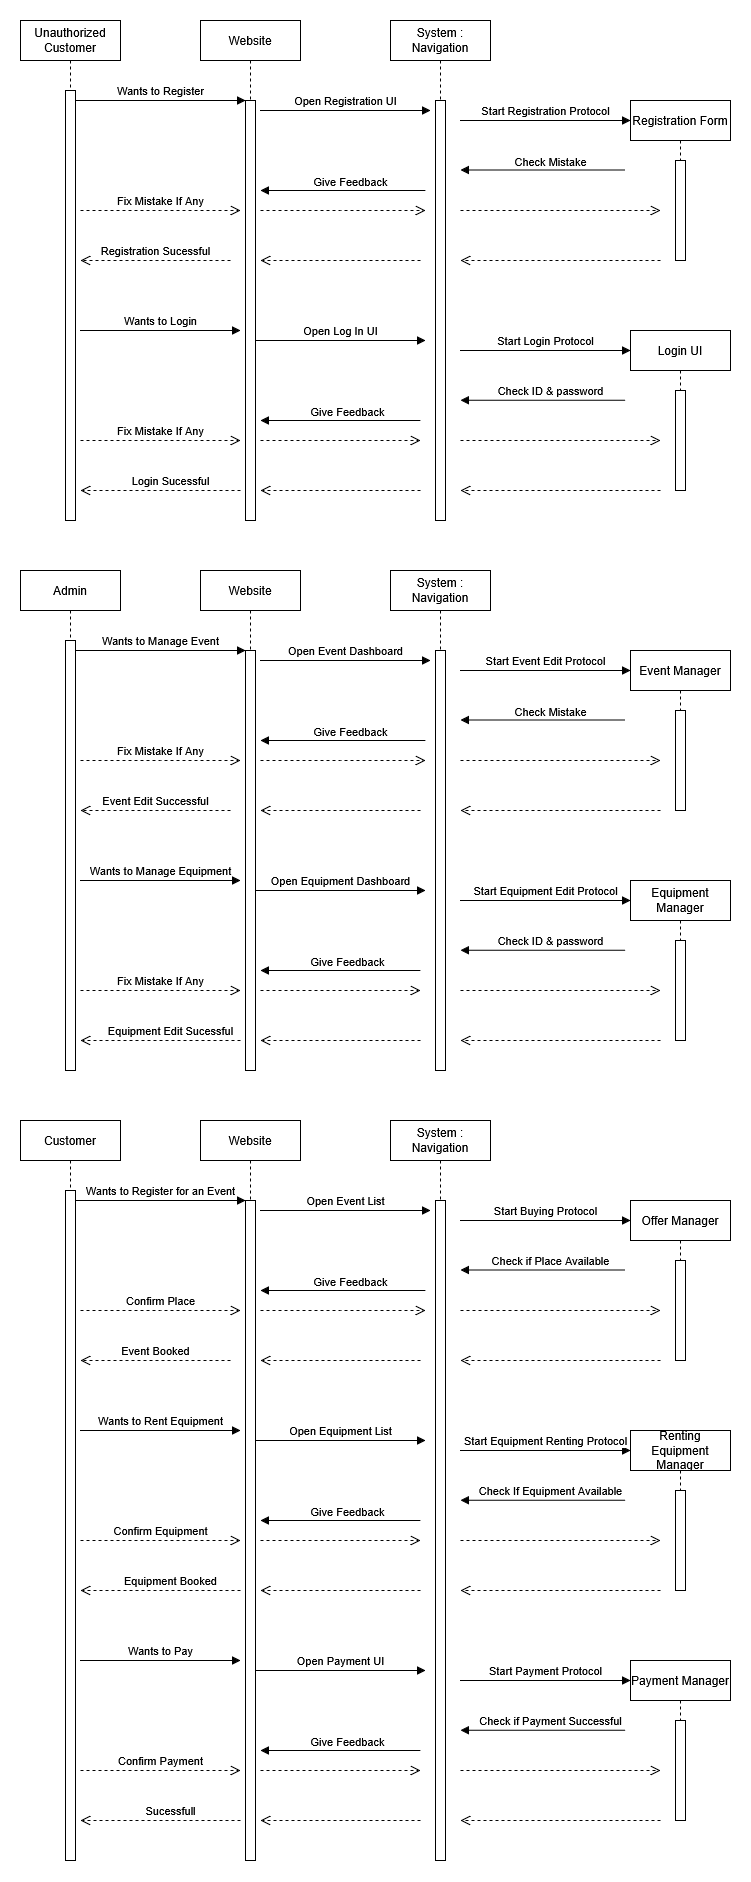 Unauthorized
Customer
Website
System :
Navigation
Wants to Register
Open Registration UI
Start Registration Protocol
Registration Form
Check Mistake
Give Feedback
Fix Mistake If Any
Registration Sucessful
Wants to Login
Open Log In UI
Start Login Protocol
Login UI
Check ID & password
Give Feedback
Fix Mistake If Any
Login Sucessful
Admin
Website
System :
Navigation
Wants to Manage Event
Open Event Dashboard
Start Event Edit Protocol
Event Manager
Check Mistake
Give Feedback
Fix Mistake If Any
Event Edit Successful
Wants to Manage Equipment
Open Equipment Dashboard
Start Equipment Edit Protocol
Equipment
Manager
Check ID & password
Give Feedback
Fix Mistake If Any
Equipment Edit Sucessful
Customer
Website
System :
Navigation
Wants to Register for an Event
Open Event List
Start Buying Protocol
Offer Manager
Check if Place Available
Give Feedback
Confirm Place
Event Booked
Wants to Rent Equipment
Open Equipment List
Start Equipment Renting Protocol
Renting
Equipment
Manager
Check If Equipment Available
Give Feedback
Confirm Equipment
Equipment Booked
Wants to Pay
Open Payment UI
Start Payment Protocol
Payment Manager
Check if Payment Successful
Give Feedback
Confirm Payment
Sucessfull